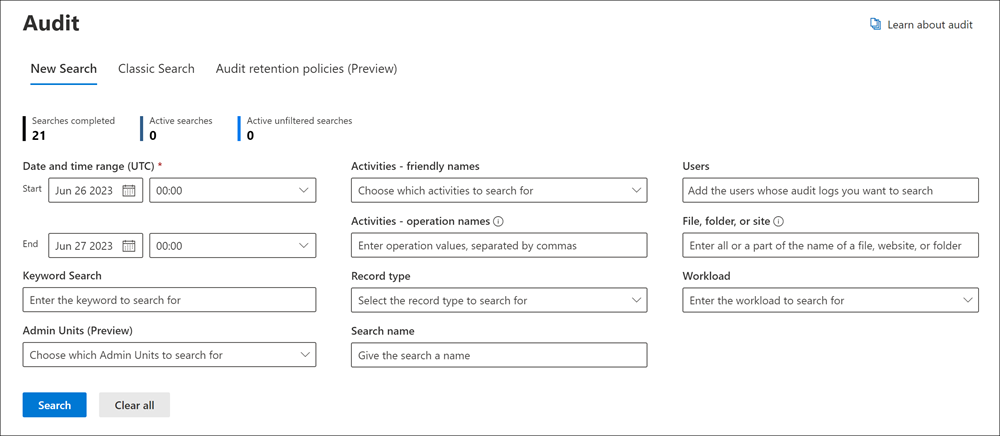 Audit
Learn about audit
New Search
Classic Search
Audit retention policies (Preview)
Searches completed
21
Active searches
0
Active unfiltered searches
0
Date and time range (UTC) *
Start
Jun 26 2023
00:00
End
Jun 27 2023
00:00
Keyword Search
Enter the keyword to search for
Admin Units (Preview)
Choose which Admin Units to search for
Activities - friendly names
Choose which activities to search for
Activities - operation names
Enter operation values, separated by commas
Record type
Select the record type to search for
Search name
Give the search a name
Users
Add the users whose audit logs you want to search
File, folder, or site
Enter all or a part of the name of a file, website, or folder
Workload
Enter the workload to search for
Search
Clear all